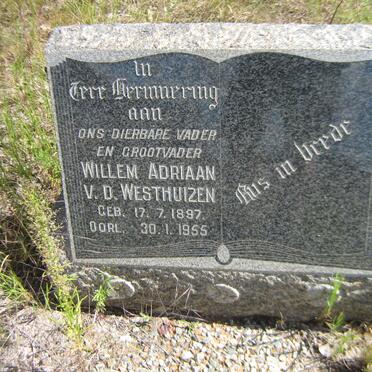 In
Teer Herinnering
aan
ONS DIERBARE VADER
EN GROOTVADER
WILLEM ADRIAAN
V.D. WESTHUIZEN
GEB. 17.7.1897.
OORL. 30.1.1955
Rus in vrede